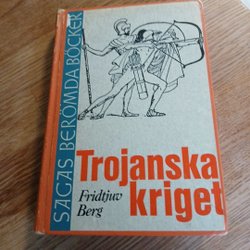 SAGAS BERÖMDA BÖCKER
Trojanska
kriget
Fridtjuv
Berg